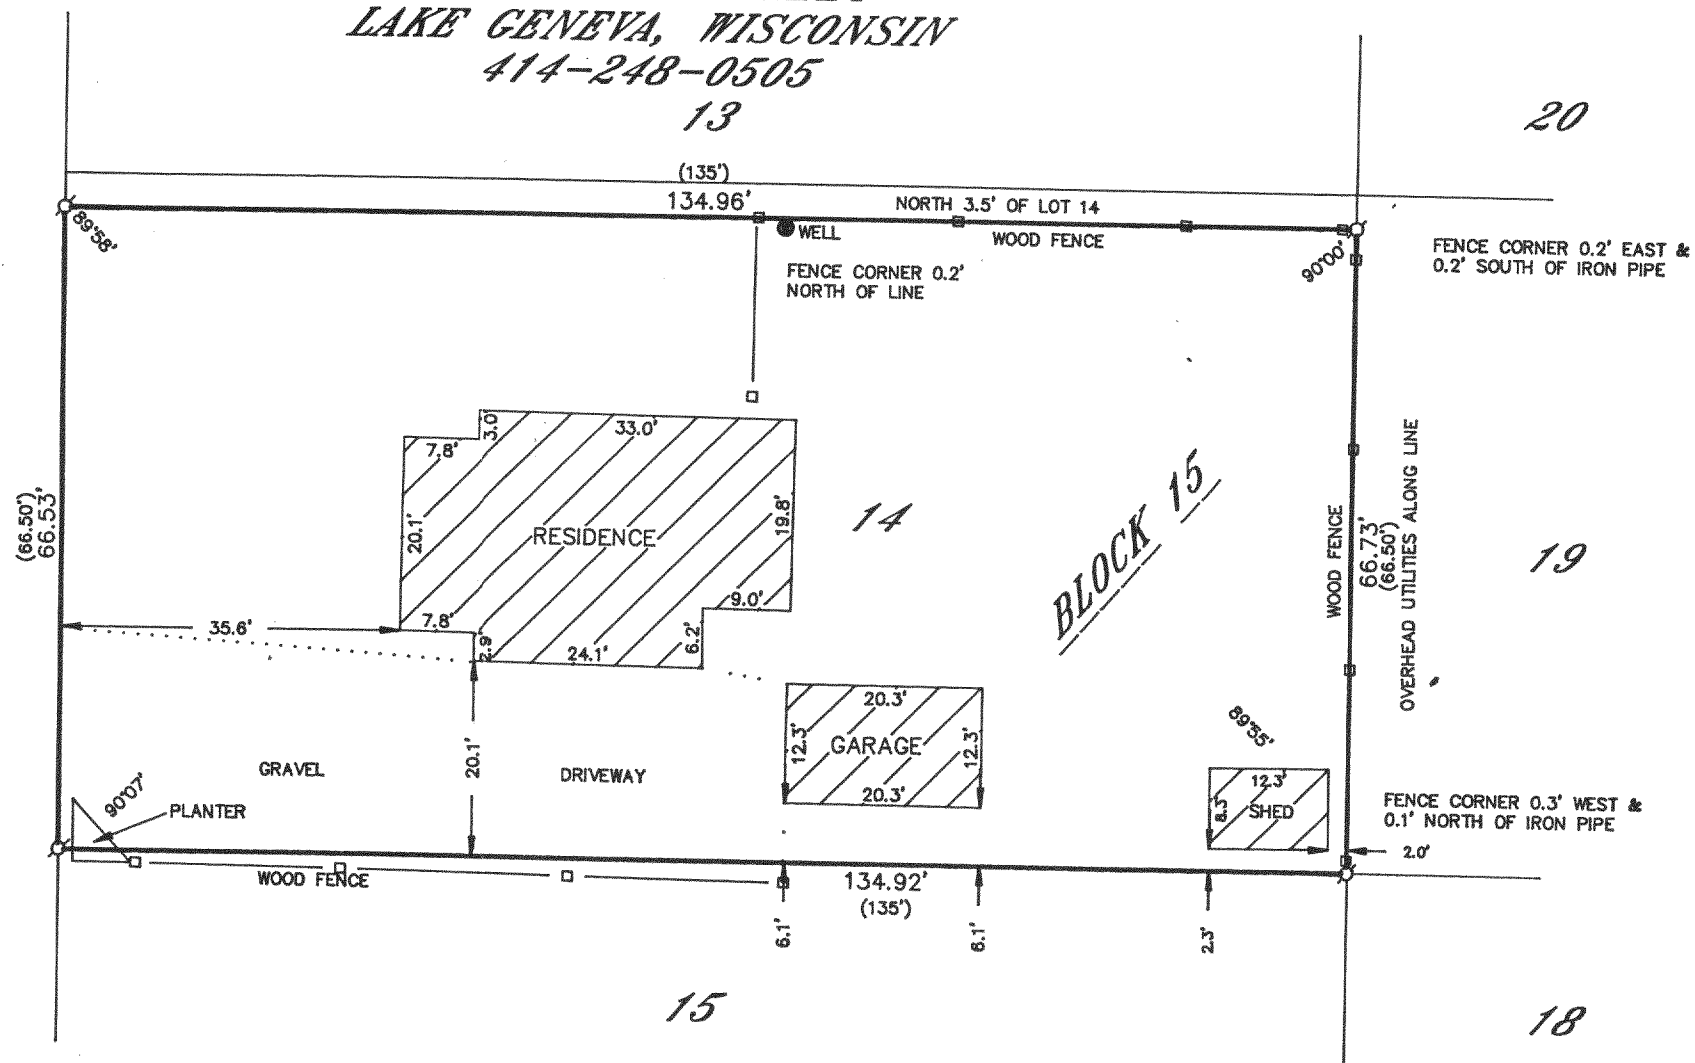 LAKE GENEVA, WISCONSIN
414-248-0505
13
20
(135')
134.96'
NORTH 3.5' OF LOT 14
WELL
WOOD FENCE
89°58'
90°00'
FENCE CORNER 0.2' EAST &
0.2' SOUTH OF IRON PIPE
FENCE CORNER 0.2'
NORTH OF LINE
3.0'
33.0'
7.8'
(66.50')
66.53'
20.1'
RESIDENCE
19.8'
14
BLOCK 15
WOOD FENCE
66.73'
(66.50')
OVERHEAD UTILITIES ALONG LINE
19
35.6'
7.8'
2.9'
24.1'
6.2'
9.0'
20.3'
12.3'
GARAGE
12.3'
20.3'
89°55'
GRAVEL
20.1'
DRIVEWAY
90°07'
PLANTER
12.3'
8.3'
SHED
FENCE CORNER 0.3' WEST &
0.1' NORTH OF IRON PIPE
2.0'
WOOD FENCE
134.92'
(135')
6.1'
6.1'
2.3'
15
18